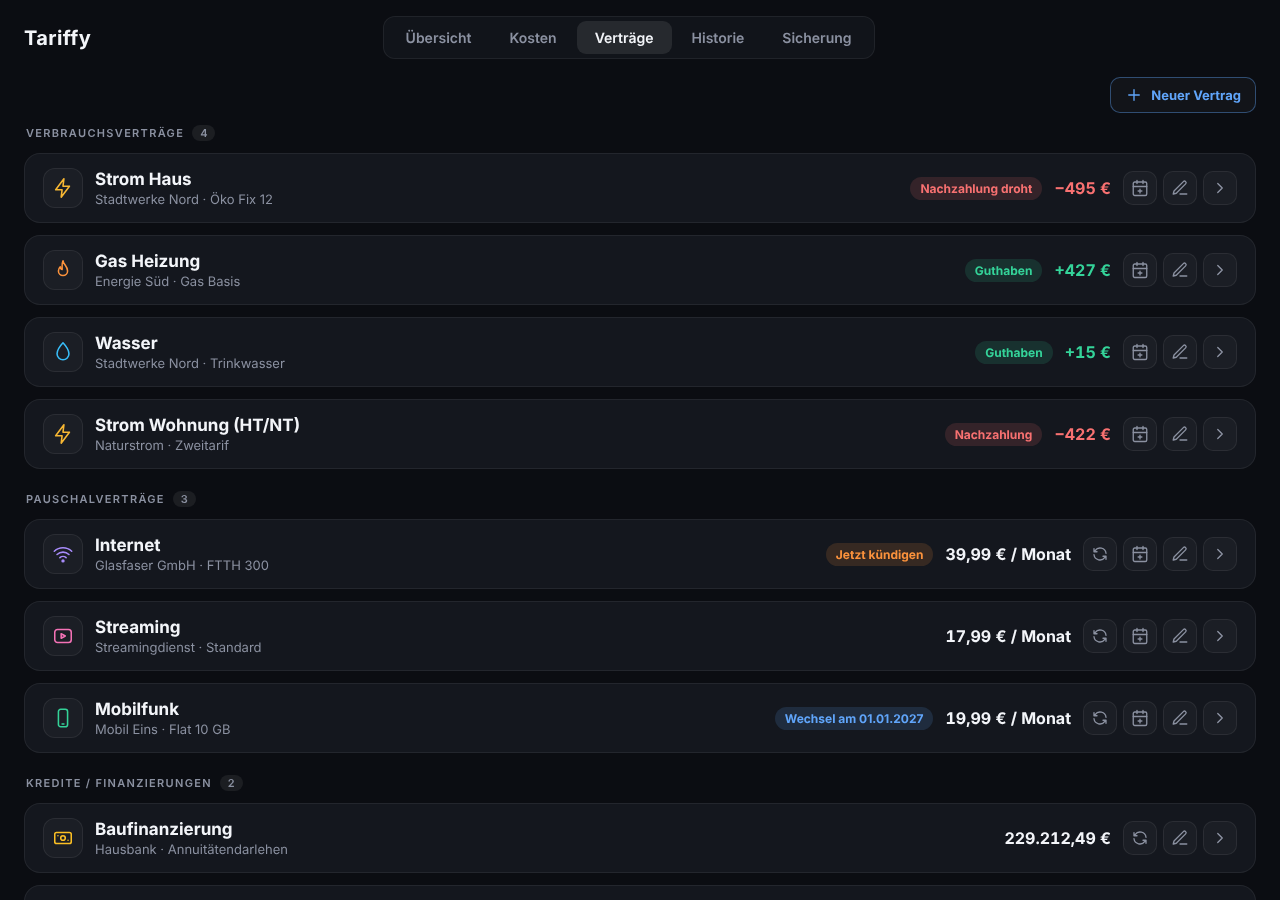 Tariffy
Übersicht
Kosten
Verträge
Historie
Sicherung
Neuer Vertrag
VERBRAUCHSVERTRÄGE 4
Strom Haus
Stadtwerke Nord · Öko Fix 12
Nachzahlung droht
−495 €
Gas Heizung
Energie Süd · Gas Basis
Guthaben
+427 €
Wasser
Stadtwerke Nord · Trinkwasser
Guthaben
+15 €
Strom Wohnung (HT/NT)
Naturstrom · Zweitarif
Nachzahlung
−422 €
PAUSCHALVERTRÄGE 3
Internet
Glasfaser GmbH · FTTH 300
Jetzt kündigen
39,99 € / Monat
Streaming
Streamingdienst · Standard
17,99 € / Monat
Mobilfunk
Mobil Eins · Flat 10 GB
Wechsel am 01.01.2027
19,99 € / Monat
KREDITE / FINANZIERUNGEN 2
Baufinanzierung
Hausbank · Annuitätendarlehen
229.212,49 €